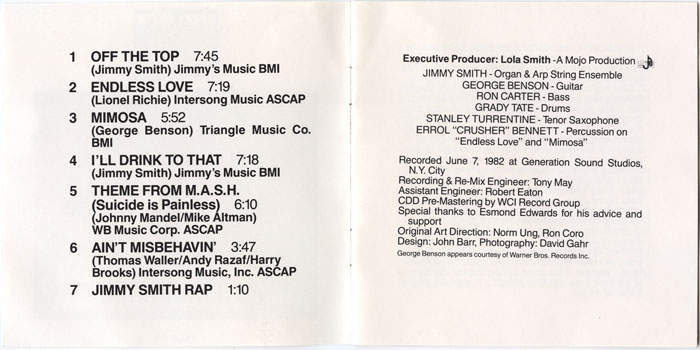 1 OFF THE TOP 7:45
(Jimmy Smith) Jimmy's Music BMI
2 ENDLESS LOVE 7:19
(Lionel Richie) Intersong Music ASCAP
3 MIMOSA 5:52
(George Benson) Triangle Music Co.
BMI
4 I'LL DRINK TO THAT 7:18
(Jimmy Smith) Jimmy's Music BMI
5 THEME FROM M.A.S.H.
(Suicide is Painless) 6:10
(Johnny Mandel/Mike Altman)
WB Music Corp. ASCAP
6 AIN'T MISBEHAVIN' 3:47
(Thomas Waller/Andy Razaf/Harry
Brooks) Intersong Music, Inc. ASCAP
7 JIMMY SMITH RAP 1:10
Executive Producer: Lola Smith -A Mojo Production
JIMMY SMITH - Organ & Arp String Ensemble
GEORGE BENSON - Guitar
RON CARTER - Bass
GRADY TATE - Drums
STANLEY TURRENTINE - Tenor Saxophone
ERROL "CRUSHER" BENNETT - Percussion on
"Endless Love" and "Mimosa"
Recorded June 7, 1982 at Generation Sound Studios,
N.Y. City
Recording & Re-Mix Engineer: Tony May
Assistant Engineer: Robert Eaton
CDD Pre-Mastering by WCI Record Group
Special thanks to Esmond Edwards for his advice and
support
Original Art Direction: Norm Ung, Ron Coro
Design: John Barr, Photography: David Gahr
George Benson appears courtesy of Warner Bros. Records Inc.